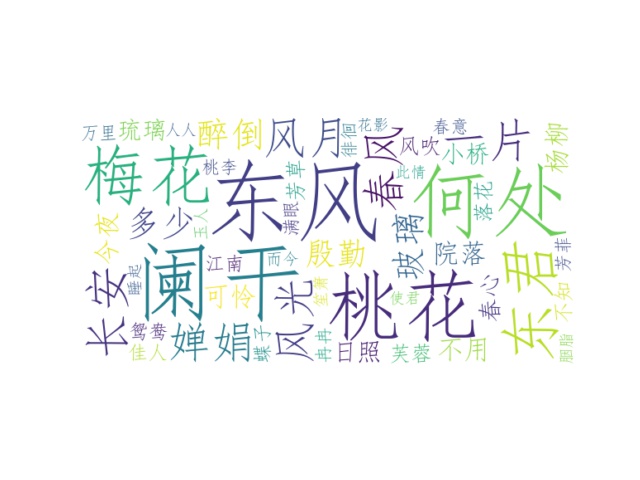 万里 琉璃 人人 醉倒 风月 徘徊 花影 春意
梅花 桃李 东风 芳草 满眼 春风 风吹 此情 小桥 一片 杨柳
今夜 多少 玉人 何处 落花
阑干 江南 而今 殷勤 玻璃 院落 东君 芳菲
长安 睡起 可怜 风光 笙箫 桃花 使君 春心 不知
鸳鸯 佳人 婵娟 蝶子 冉冉 日照 芙蓉 不用 胭脂